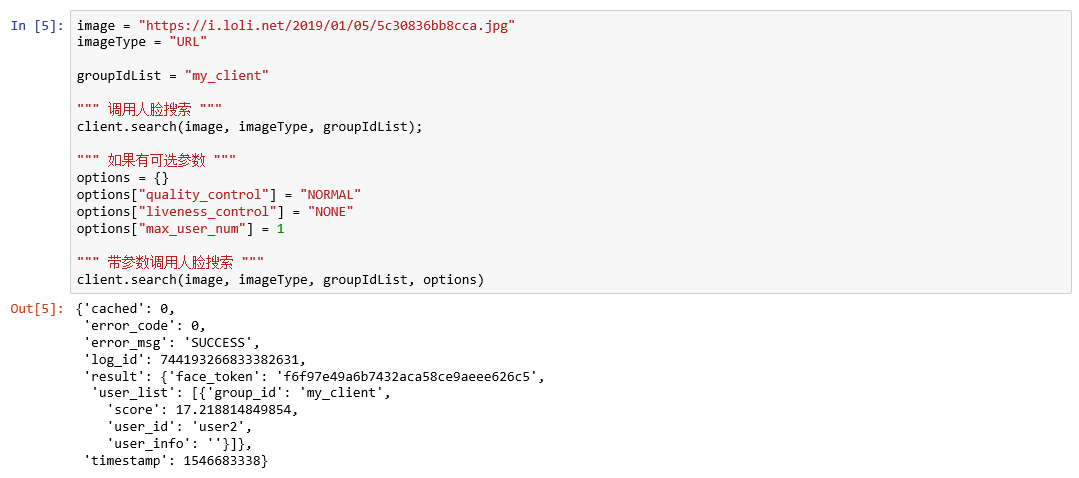 In [5]: image = "https://i.loli.net/2019/01/05/5c30836bb8cca.jpg"
imageType = "URL"
groupIdList = "my_client"
""" 调用人脸搜索 """
client.search(image, imageType, groupIdList);
""" 如果有可选参数 """
options = {}
options["quality_control"] = "NORMAL"
options["liveness_control"] = "NONE"
options["max_user_num"] = 1
""" 带参数调用人脸搜索 """
client.search(image, imageType, groupIdList, options)
Out[5]: {'cached': 0,
'error_code': 0,
'error_msg': 'SUCCESS',
'log_id': 744193266833382631,
'result': {'face_token': 'f6f97e49a6b7432aca58ce9aeee626c5',
'user_list': [{'group_id': 'my_client',
'score': 17.218814849854,
'user_id': 'user2',
'user_info': ''}]},
'timestamp': 1546683338}